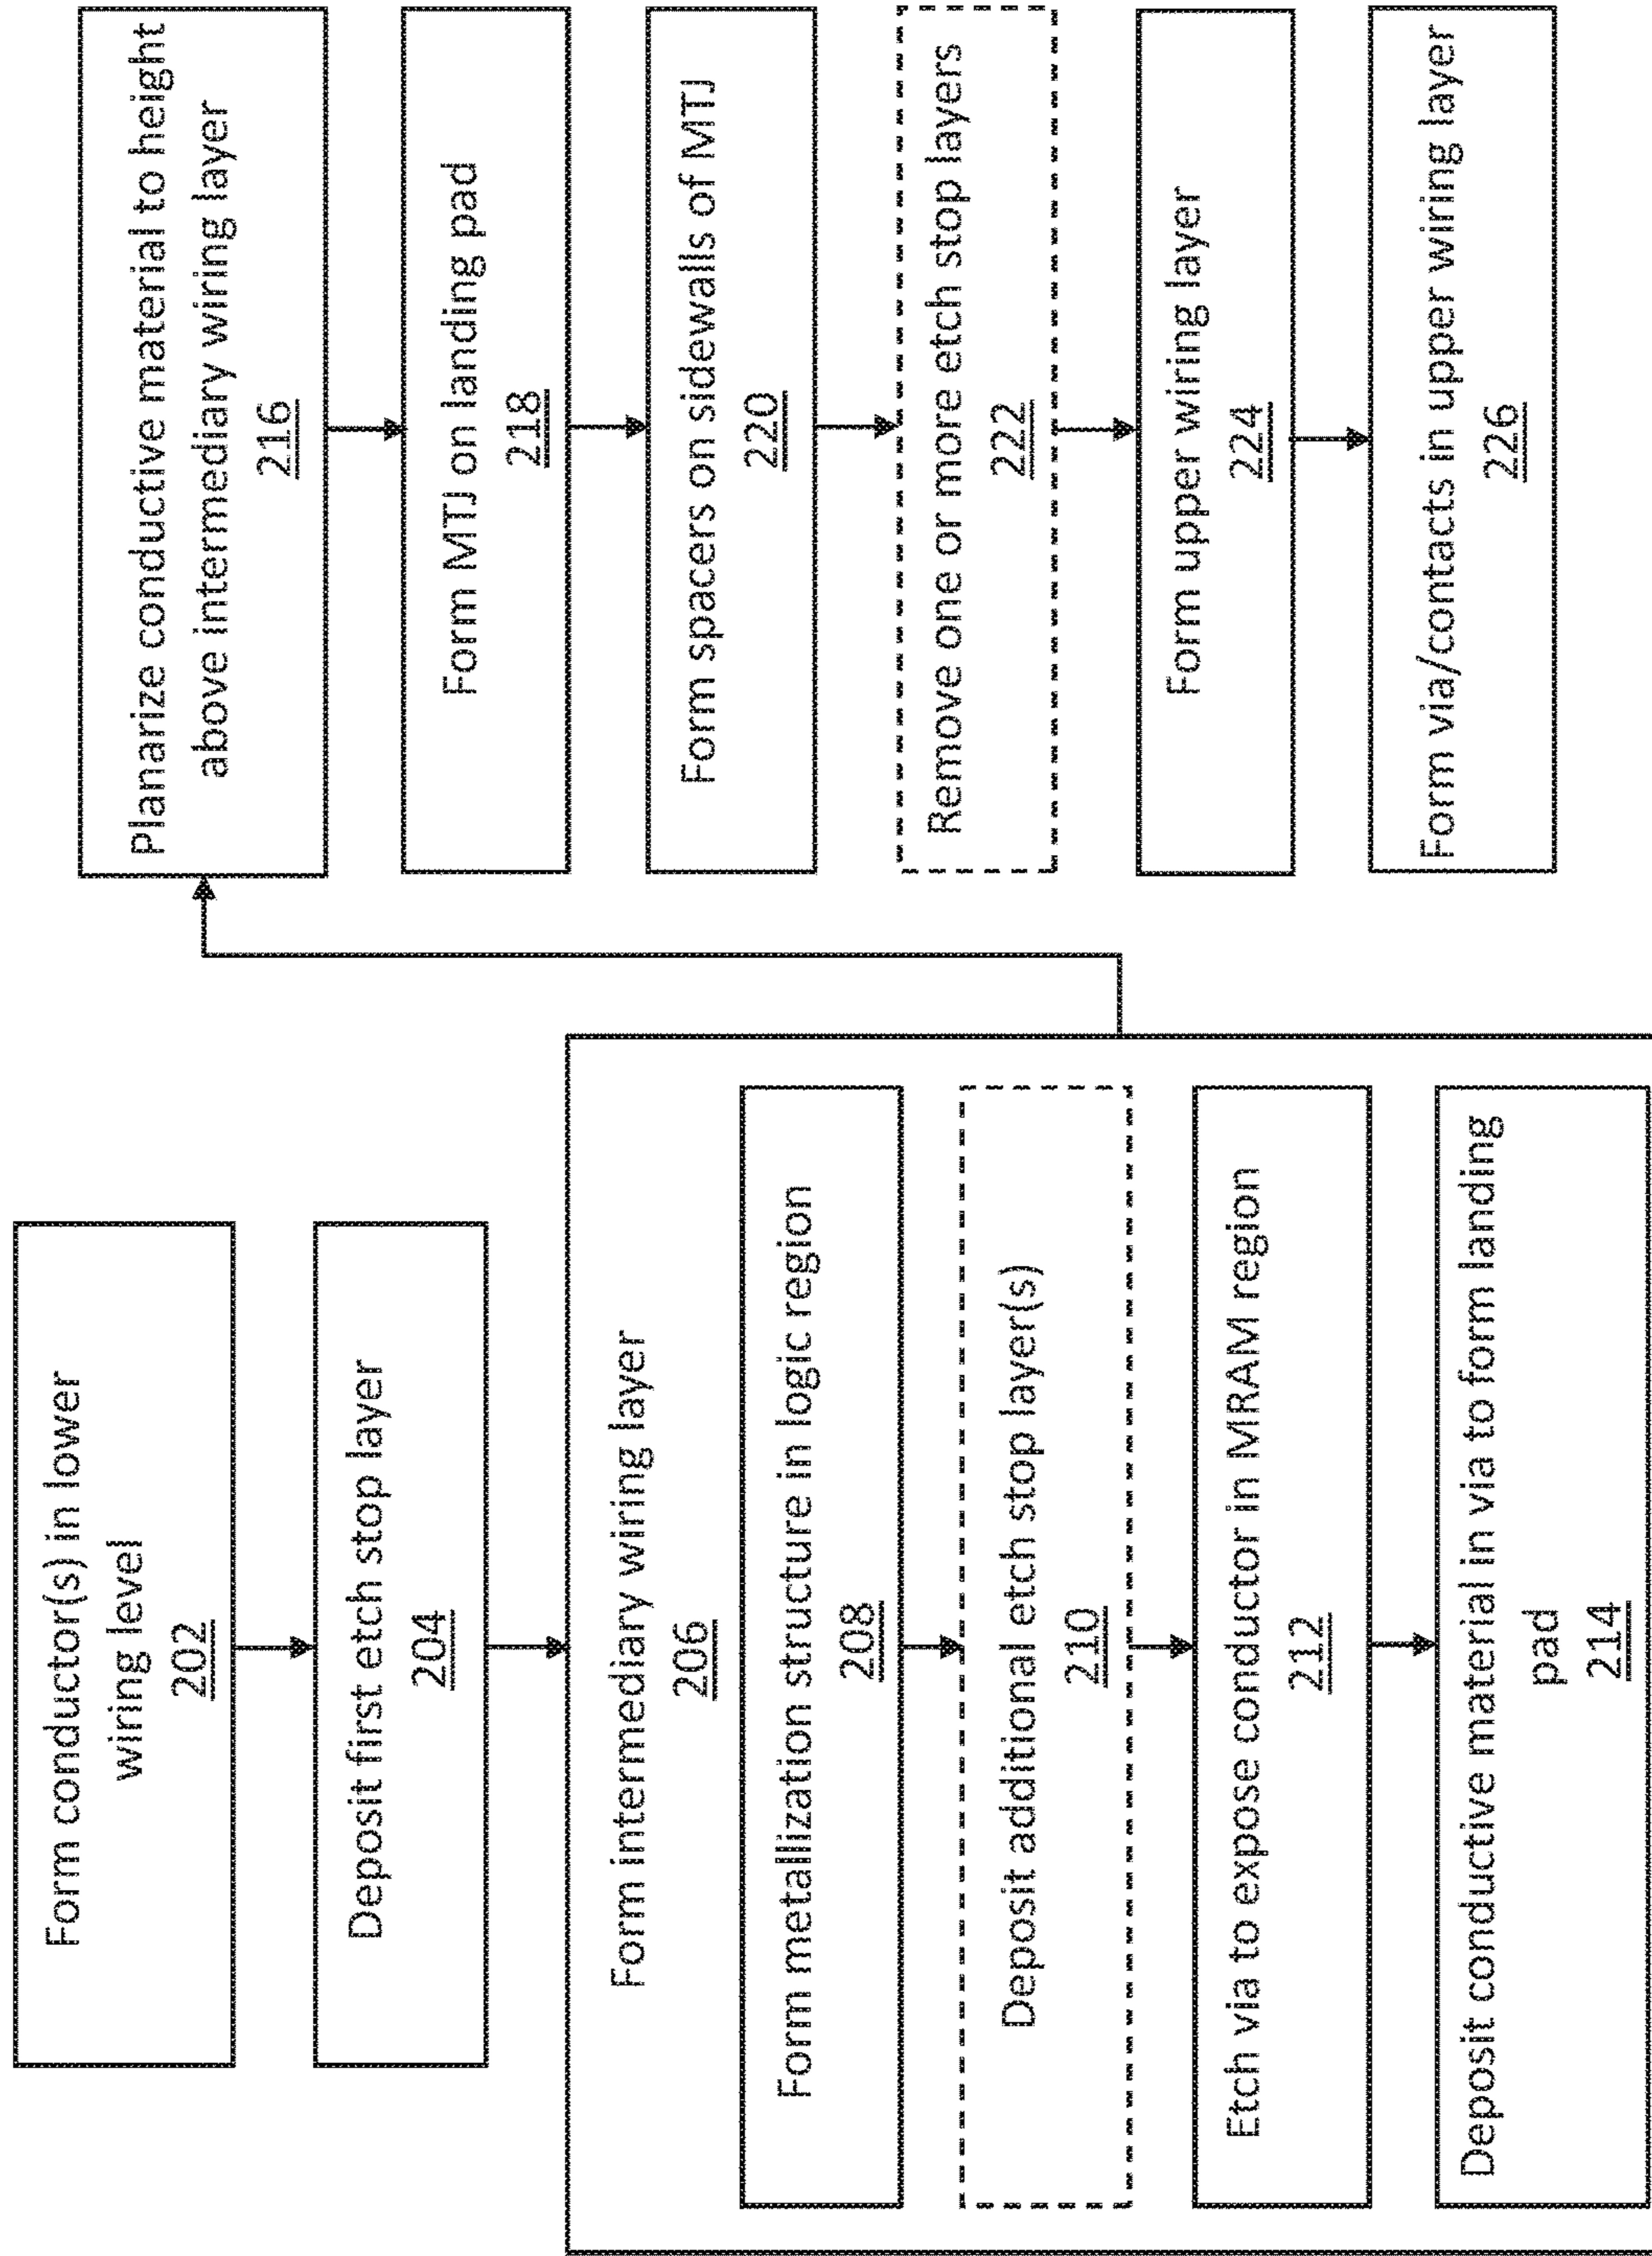 Form conductor(s) in lower
wiring level
202
Deposit first etch stop layer
204
Form intermediary wiring layer
206
Form metallization structure in logic region
208
Deposit additional etch stop layer(s)
210
Etch via to expose conductor in MRAM region
212
Deposit conductive material in via to form landing
pad
214
Planarize conductive material to height
above intermediary wiring layer
216
Form MTJ on landing pad
218
Form spacers on sidewalls of MTJ
220
Remove one or more etch stop layers
222
Form upper wiring layer
224
Form via/contacts in upper wiring layer
226